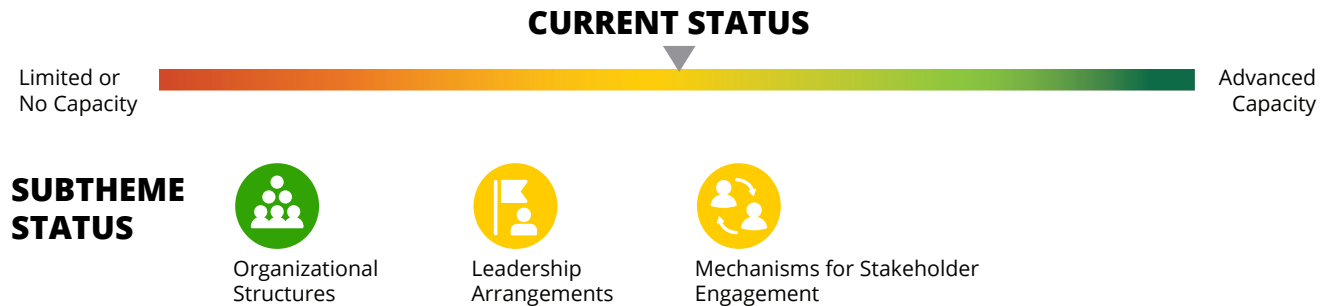 CURRENT STATUS
Limited or
No Capacity
Advanced
Capacity
SUBTHEME
STATUS
Organizational
Structures
Leadership
Arrangements
Mechanisms for Stakeholder
Engagement